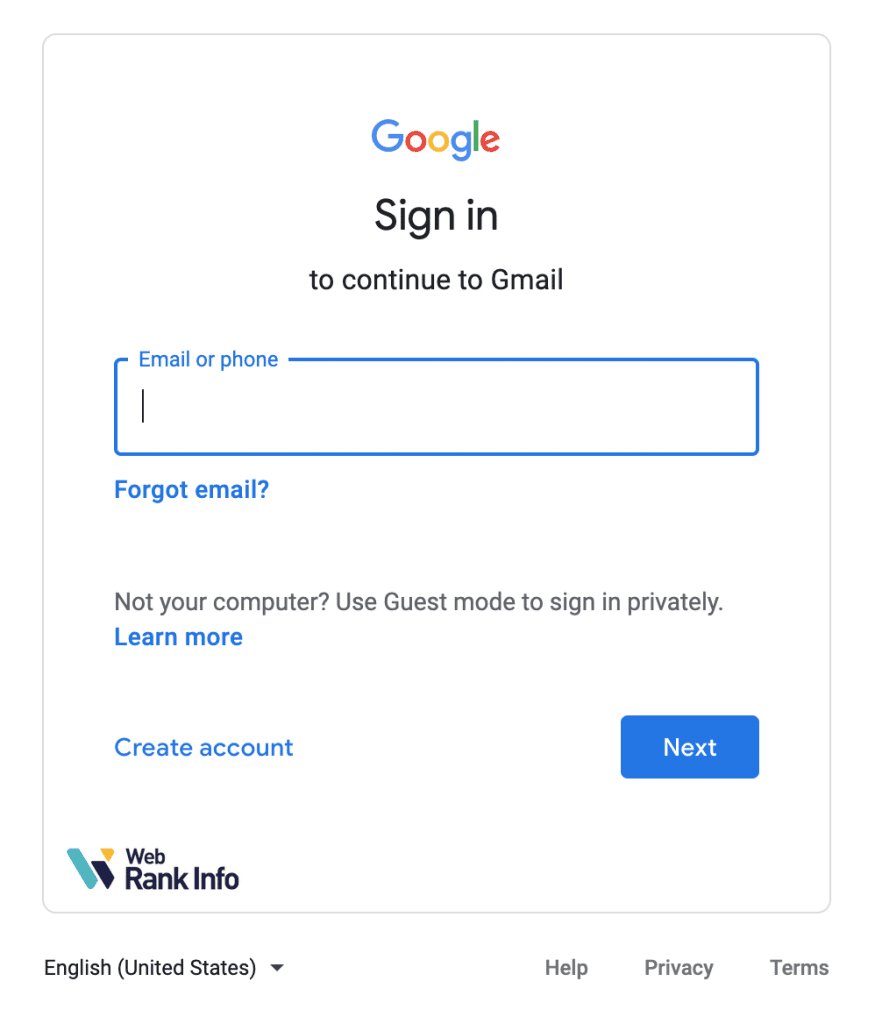 Google
Sign in
to continue to Gmail
Email or phone
Forgot email?
Not your computer? Use Guest mode to sign in privately.
Learn more
Create account
Next
Web
Rank Info
English (United States)
Help
Privacy
Terms